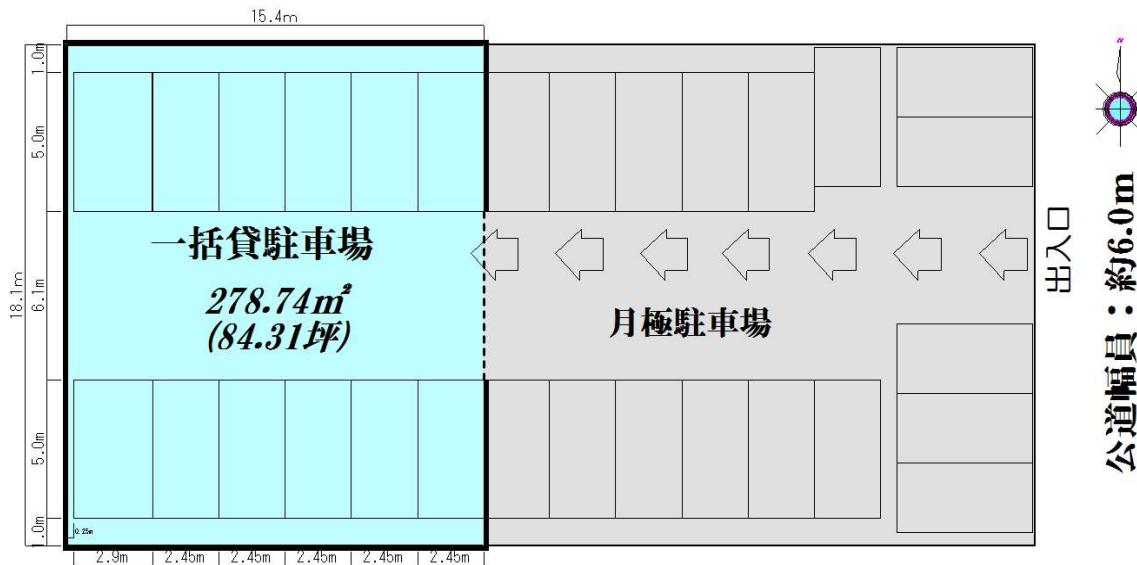 15.4m
1.0m
5.0m
18.1m
6.1m
5.0m
1.0m
0.25m
2.9m
2.45m
2.45m
2.45m
2.45m
2.45m
一括貸駐車場
278.74㎡
(84.31坪)
月極駐車場
出入口
公道幅員：約6.0m
N